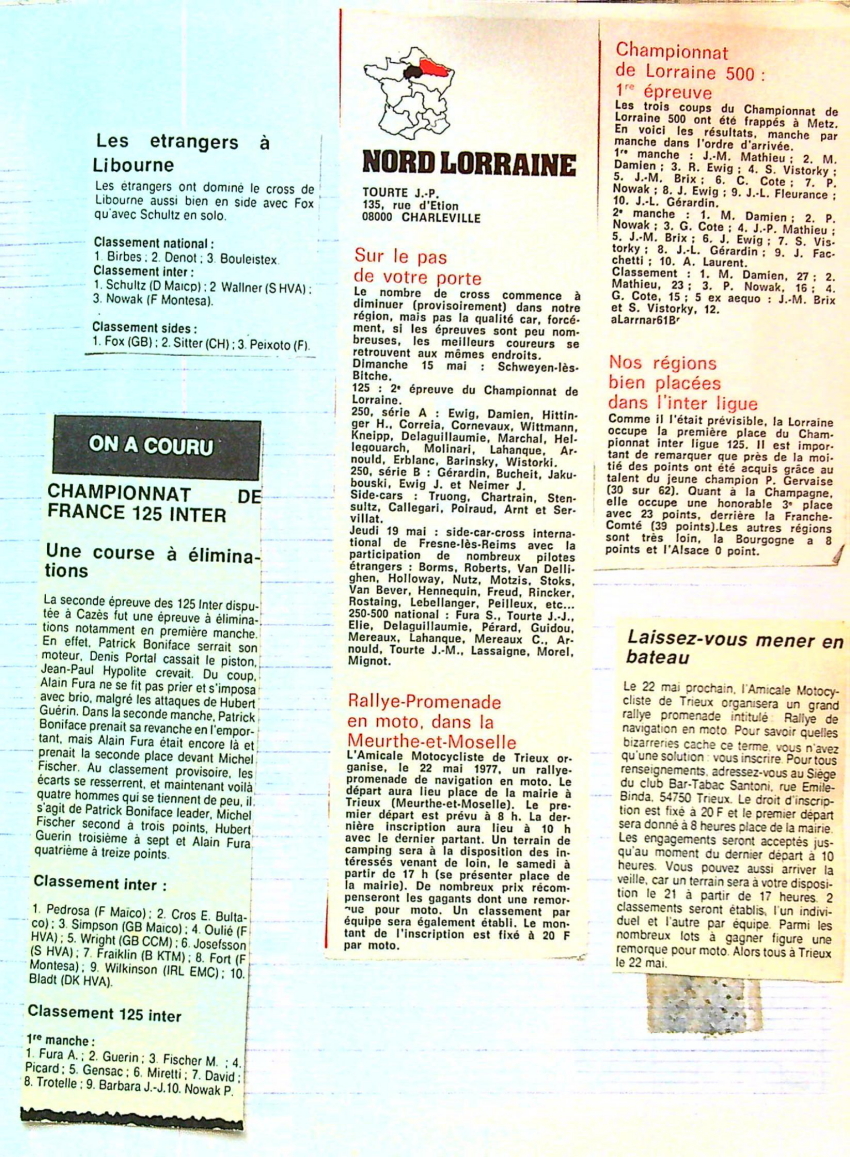 Les etrangers à
Libourne
Les étrangers ont dominé le cross de
Libourne aussi bien en side avec Fox
qu'avec Schultz en solo.
Classement national :
1. Birbes ; 2. Denot ; 3. Bouleistex.
Classement inter :
1. Schultz (D Maicp) ; 2 Wallner (S HVA) ;
3. Nowak (F Montesa).
Classement sides :
1. Fox (GB) ; 2. Sitter (CH) ; 3. Peixoto (F).
ON A COURU
CHAMPIONNAT DE
FRANCE 125 INTER
Une course à élimina-
tions
La seconde épreuve des 125 Inter dispu-
tée à Cazès fut une épreuve à élimina-
tions notamment en première manche.
En effet, Patrick Boniface serrait son
moteur, Denis Portal cassait le piston,
Jean-Paul Hypolite crevait. Du coup,
Alain Fura ne se fit pas prier et s'imposa
avec brio, malgré les attaques de Hubert
Guérin. Dans la seconde manche, Patrick
Boniface prenait sa revanche en l'empor-
tant, mais Alain Fura était encore là et
prenait la seconde place devant Michel
Fischer. Au classement provisoire, les
écarts se resserrent, et maintenant voilà
quatre hommes qui se tiennent de peu, il
s'agit de Patrick Boniface leader, Michel
Fischer second à trois points, Hubert
Guerin troisième à sept et Alain Fura
quatrième à treize points.
Classement inter :
1. Pedrosa (F Maïco) ; 2. Cros E. Bulta-
co) ; 3. Simpson (GB Maico) ; 4. Oulié (F
HVA) ; 5. Wright (GB CCM) ; 6. Josefsson
(S HVA) ; 7. Fraiklin (B KTM) ; 8. Fort (F
Montesa) ; 9. Wilkinson (IRL EMC) ; 10.
Bladt (DK HVA).
Classement 125 inter
1re manche :
1. Fura A. ; 2. Guerin ; 3. Fischer M. ; 4.
Picard ; 5. Gensac ; 6. Miretti ; 7. David ;
8. Trotelle ; 9. Barbara J.-J.10. Nowak P.
NORD LORRAINE
TOURTE J.-P.
135, rue d'Etion
08000 CHARLEVILLE
Sur le pas
de votre porte
Le nombre de cross commence à
diminuer (provisoirement) dans notre
région, mais pas la qualité car, forcé-
ment, si les épreuves sont peu nom-
breuses, les meilleurs coureurs se
retrouvent aux mêmes endroits.
Dimanche 15 mai : Schweyen-lès-
Bitche.
125 : 2e épreuve du Championnat de
Lorraine.
250, série A : Ewig, Damien, Hittin-
ger H., Correia, Cornevaux, Wittmann,
Kneipp, Delaguillaumie, Marchal, Hel-
legouarch, Molinari, Lahanque, Ar-
nould, Erblanc, Barinsky, Wistorki.
250, série B : Gérardin, Bucheit, Jaku-
bouski, Ewig J. et Neimer J.
Side-cars : Truong, Chartrain, Sten-
sultz, Callegari, Poiraud, Arnt et Ser-
villat.
Jeudi 19 mai : side-car-cross interna-
tional de Fresne-lès-Reims avec la
participation de nombreux pilotes
étrangers : Borms, Roberts, Van Delli-
ghen, Holloway, Nutz, Motzis, Stoks,
Van Bever, Hennequin, Freud, Rincker,
Rostaing, Lebellanger, Peilleux, etc...
250-500 national : Fura S., Tourte J.-J.,
Elie, Delaguillaumie, Pérard, Guidou,
Mereaux, Lahanque, Mereaux C., Ar-
nould, Tourte J.-M., Lassaigne, Morel,
Mignot.
Rallye-Promenade
en moto, dans la
Meurthe-et-Moselle
L'Amicale Motocycliste de Trieux or-
ganise, le 22 mai 1977, un rallye-
promenade de navigation en moto. Le
départ aura lieu place de la mairie à
Trieux (Meurthe-et-Moselle). Le pre-
mier départ est prévu à 8 h. La der-
nière inscription aura lieu à 10 h
avec le dernier partant. Un terrain de
camping sera à la disposition des in-
téressés venant de loin, le samedi à
partir de 17 h (se présenter place de
la mairie). De nombreux prix récom-
penseront les gagants dont une remor-
que pour moto. Un classement par
équipe sera également établi. Le mon-
tant de l'inscription est fixé à 20 F
par moto.
Championnat
de Lorraine 500 :
1re épreuve
Les trois coups du Championnat de
Lorraine 500 ont été frappés à Metz.
En voici les résultats, manche par
manche dans l'ordre d'arrivée.
1re manche : J.-M. Mathieu ; 2. M.
Damien ; 3. R. Ewig ; 4. S. Vistorky ;
5. J.-M. Brix ; 6. C. Cote ; 7. P.
Nowak ; 8. J. Ewig ; 9. J.-L. Fleurance ;
10. J.-L. Gérardin.
2e manche : 1. M. Damien ; 2. P.
Nowak ; 3. G. Cote ; 4. J.-P. Mathieu ;
5. J.-M. Brix ; 6. J. Ewig ; 7. S. Vis-
torky ; 8. J.-L. Gérardin ; 9. J. Fac-
chetti ; 10. A. Laurent.
Classement : 1. M. Damien, 27 ; 2.
Mathieu, 23 ; 3. P. Nowak, 16 ; 4.
G. Cote, 15 ; 5 ex aequo : J.-M. Brix
et S. Vistorky, 12.
aLarrnar61Br
Nos régions
bien placées
dans l'inter ligue
Comme il l'était prévisible, la Lorraine
occupe la première place du Cham-
pionnat inter ligue 125. Il est impor-
tant de remarquer que près de la moi-
tié des points ont été acquis grâce au
talent du jeune champion P. Gervaise
(30 sur 62). Quant à la Champagne,
elle occupe une honorable 3e place
avec 23 points, derrière la Franche-
Comté (39 points).Les autres régions
sont très loin, la Bourgogne a 8
points et l'Alsace 0 point.
Laissez-vous mener en
bateau
Le 22 mai prochain, l'Amicale Motocy-
cliste de Trieux organisera un grand
rallye promenade intitulé : Rallye de
navigation en moto. Pour savoir quelles
bizarreries cache ce terme, vous n'avez
qu'une solution : vous inscrire. Pour tous
renseignements, adressez-vous au Siège
du club Bar-Tabac Santoni, rue Emile-
Binda, 54750 Trieux. Le droit d'inscrip-
tion est fixé à 20 F et le premier départ
sera donné à 8 heures place de la mairie.
Les engagements seront acceptés jus-
qu'au moment du dernier départ à 10
heures. Vous pouvez aussi arriver la
veille, car un terrain sera à votre disposi-
tion le 21 à partir de 17 heures. 2
classements seront établis, l'un indivi-
duel et l'autre par équipe. Parmi les
nombreux lots à gagner figure une
remorque pour moto. Alors tous à Trieux
le 22 mai.